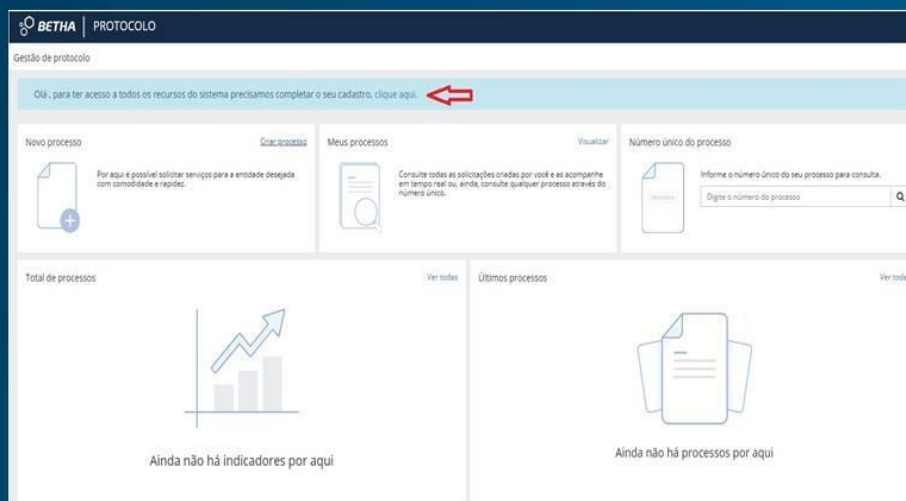 BETHA PROTOCOLO
Gestão de protocolo
Olá , para ter acesso a todos os recursos do sistema precisamos completar o seu cadastro, clique aqui.
Novo processo
Criar processo
Por aqui é possível solicitar serviços para a entidade desejada
com comodidade e rapidez.
Meus processos
Visualizar
Consulte todas as solicitações criadas por você e as acompanhe
em tempo real ou, ainda, consulte qualquer processo através do
número único.
Número único do processo
Informe o número único do seu processo para consulta.
Digite o número do processo
Total de processos
Ver todas
Ainda não há indicadores por aqui
Últimos processos
Ver toda
Ainda não há processos por aqui